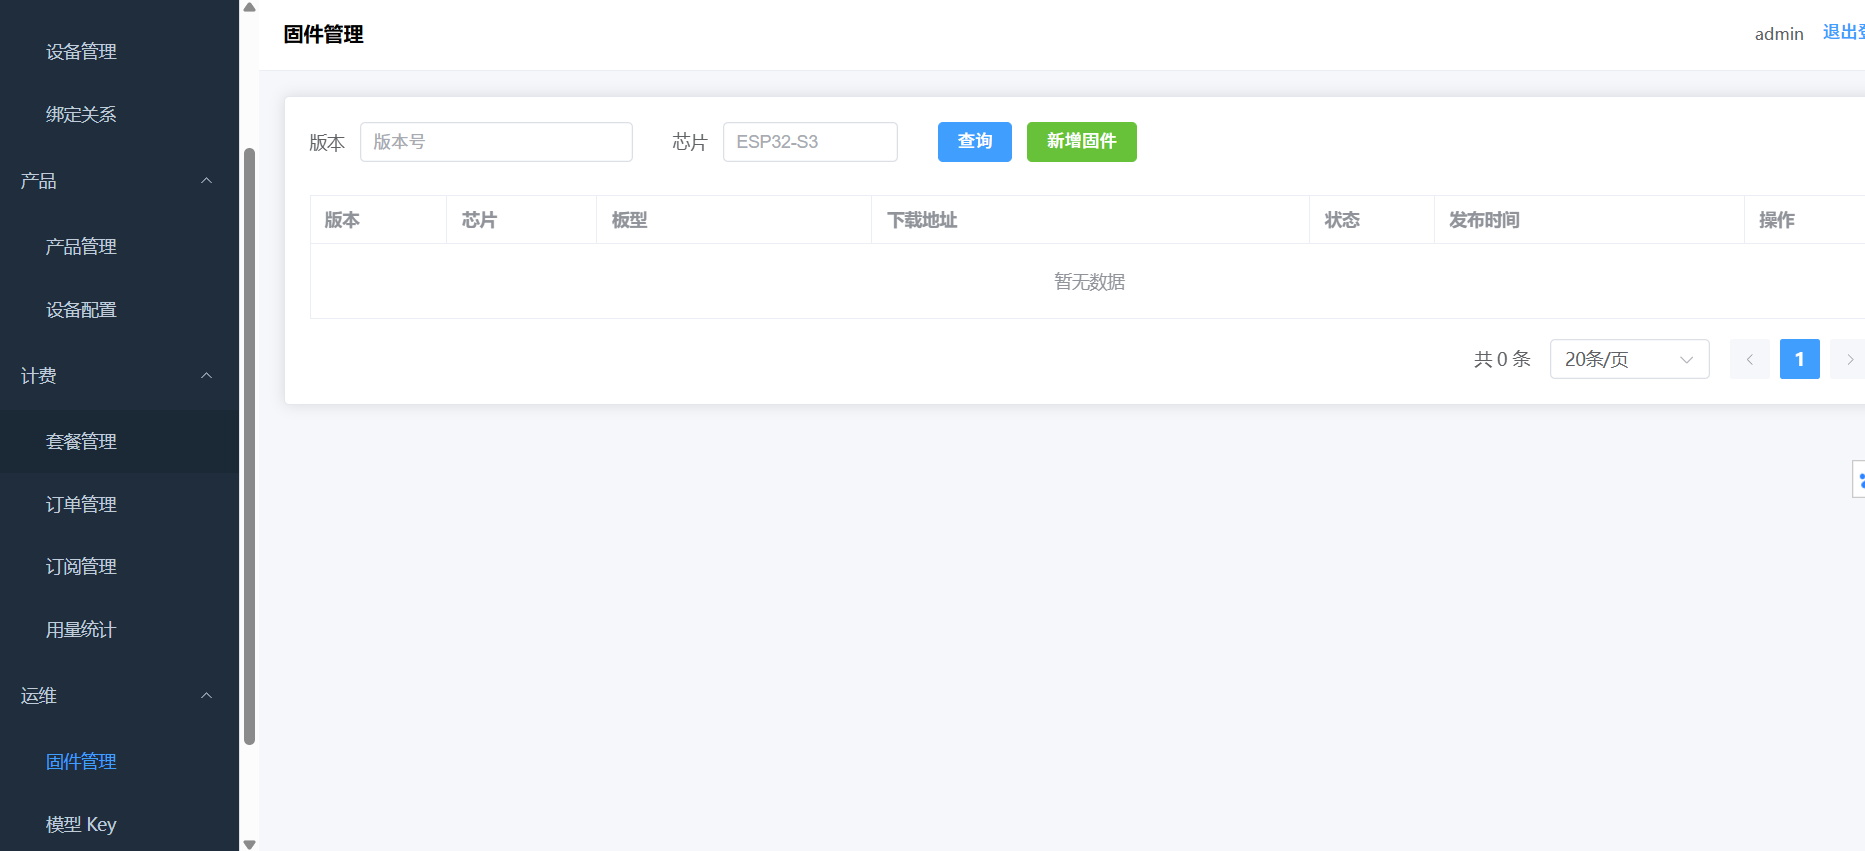 设备管理
绑定关系
产品
产品管理
设备配置
计费
套餐管理
订单管理
订阅管理
用量统计
运维
固件管理
模型 Key
固件管理
admin 退出
版本 版本号 芯片 ESP32-S3 查询 新增固件
版本 芯片 板型 下载地址 状态 发布时间 操作
暂无数据
共 0 条 20条/页 1